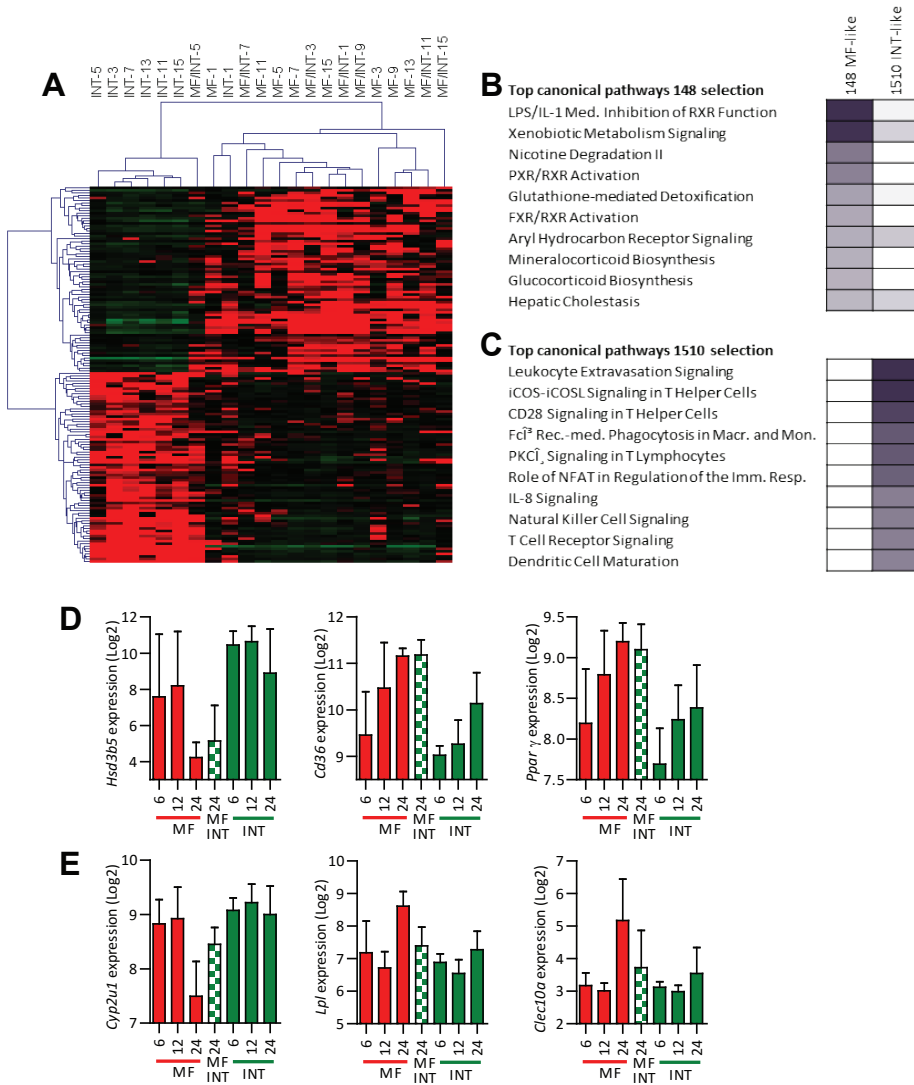 A
INT-5
INT-3
INT-7
INT-13
INT-11
INT-15
MF/INT-5
MF-1
INT-1
MF/INT-7
MF-11
MF-5
MF-7
MF/INT-3
MF-15
MF/INT-1
MF/INT-9
MF-3
MF-9
MF-13
MF/INT-11
MF/INT-15
148 MF-like
1510 INT-like
B
Top canonical pathways 148 selection
LPS/IL-1 Med. Inhibition of RXR Function
Xenobiotic Metabolism Signaling
Nicotine Degradation II
PXR/RXR Activation
Glutathione-mediated Detoxification
FXR/RXR Activation
Aryl Hydrocarbon Receptor Signaling
Mineralocorticoid Biosynthesis
Glucocorticoid Biosynthesis
Hepatic Cholestasis
C
Top canonical pathways 1510 selection
Leukocyte Extravasation Signaling
iCOS-iCOSL Signaling in T Helper Cells
CD28 Signaling in T Helper Cells
FcÎ³ Rec.-med. Phagocytosis in Macr. and Mon.
PKCÎ¸ Signaling in T Lymphocytes
Role of NFAT in Regulation of the Imm. Resp.
IL-8 Signaling
Natural Killer Cell Signaling
T Cell Receptor Signaling
Dendritic Cell Maturation
D
Hsd3b5 expression (Log2)
12
10
8
6
4
6 12 24 24 6 12 24
MF MF INT INT
Cd36 expression (Log2)
12
11
10
9
6 12 24 24 6 12 24
MF MF INT INT
Ppar γ expression (Log2)
9.5
9.0
8.5
8.0
7.5
6 12 24 24 6 12 24
MF MF INT INT
E
Cyp2u1 expression (Log2)
10
9
8
7
6 12 24 24 6 12 24
MF MF INT INT
Lpl expression (Log2)
10
9
8
7
6
5
6 12 24 24 6 12 24
MF MF INT INT
Clec10a expression (Log2)
7
6
5
4
3
2
6 12 24 24 6 12 24
MF MF INT INT